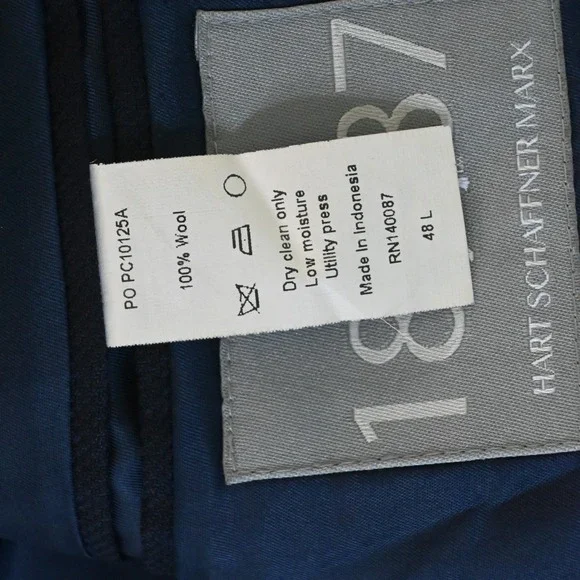 PO PC10125A
100% Wool
Dry clean only
Low moisture
Utility press
Made In Indonesia
RN140087
48 L
1887
HART SCHAFFNER MARX